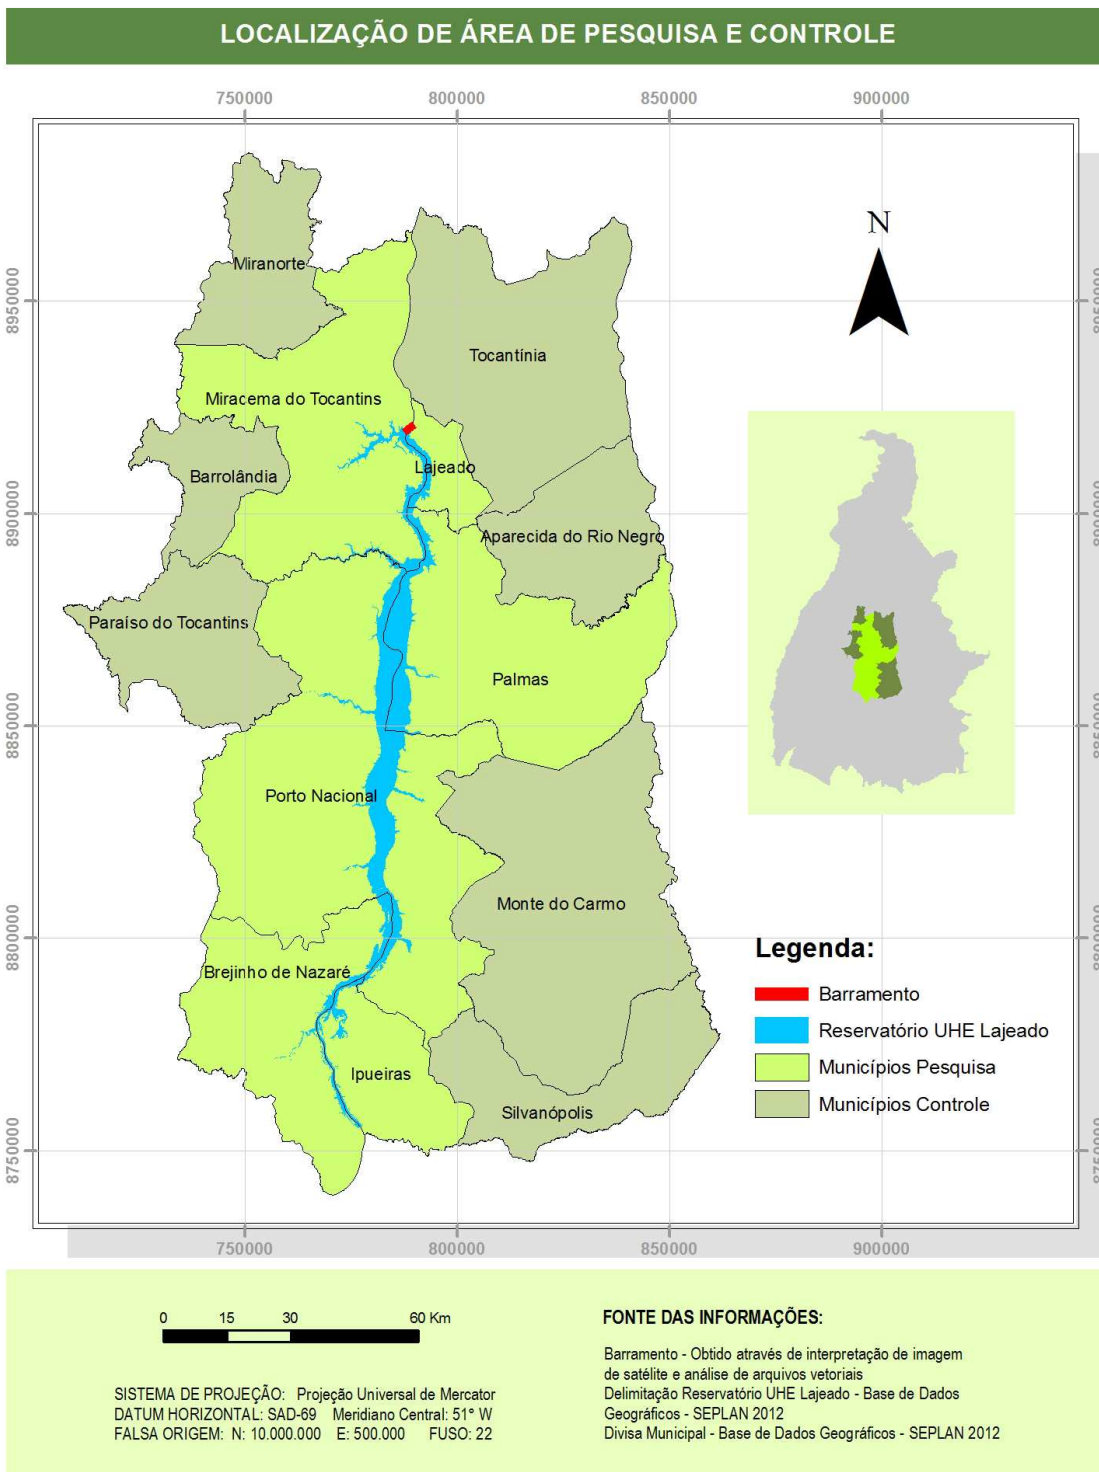 LOCALIZAÇÃO DE ÁREA DE PESQUISA E CONTROLE
750000 800000 850000 900000
N
8950000 8950000
Miranorte
Tocantínia
Miracema do Tocantins
Lajeado
Barrolândia
8900000 8900000
Aparecida do Rio Negro
Paraíso do Tocantins
Palmas
8850000 8850000
Porto Nacional
Monte do Carmo
8800000 8800000
Brejinho de Nazaré
Ipueiras
Silvanópolis
8750000 8750000
Legenda:
Barramento
Reservatório UHE Lajeado
Municípios Pesquisa
Municípios Controle
750000 800000 850000 900000
0 15 30 60 Km
SISTEMA DE PROJEÇÃO: Projeção Universal de Mercator
DATUM HORIZONTAL: SAD-69 Meridiano Central: 51° W
FALSA ORIGEM: N: 10.000.000 E: 500.000 FUSO: 22
FONTE DAS INFORMAÇÕES:
Barramento - Obtido através de interpretação de imagem
de satélite e análise de arquivos vetoriais
Delimitação Reservatório UHE Lajeado - Base de Dados
Geográficos - SEPLAN 2012
Divisa Municipal - Base de Dados Geográficos - SEPLAN 2012